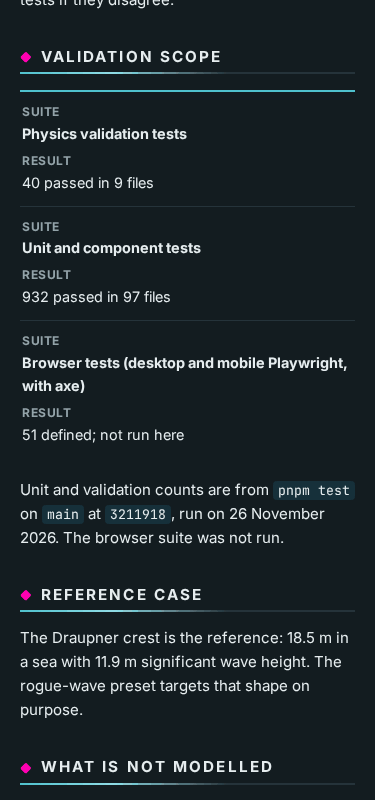 tests if they disagree.
VALIDATION SCOPE
SUITE
Physics validation tests
RESULT
40 passed in 9 files
SUITE
Unit and component tests
RESULT
932 passed in 97 files
SUITE
Browser tests (desktop and mobile Playwright,
with axe)
RESULT
51 defined; not run here
Unit and validation counts are from pnpm test
on main at 3211918, run on 26 November
2026. The browser suite was not run.
REFERENCE CASE
The Draupner crest is the reference: 18.5 m in
a sea with 11.9 m significant wave height. The
rogue-wave preset targets that shape on
purpose.
WHAT IS NOT MODELLED